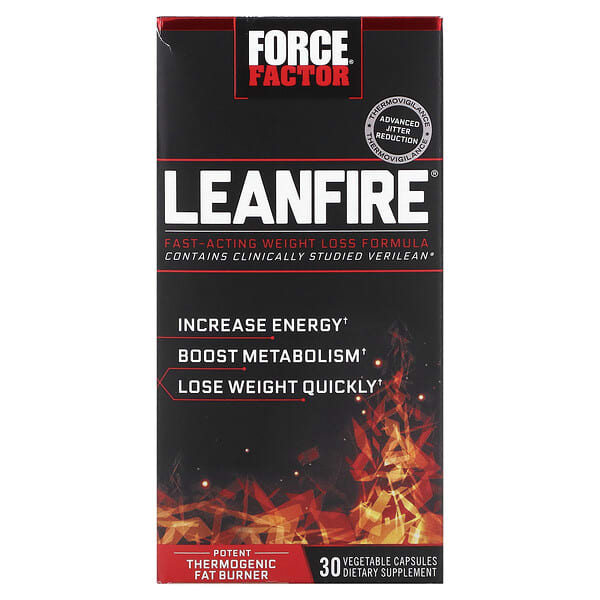 FORCE
FACTOR®
THERMOVIGILANCE
ADVANCED
JITTER
REDUCTION
THERMOVIGILANCE
LEANFIRE®
FAST-ACTING WEIGHT LOSS FORMULA
CONTAINS CLINICALLY STUDIED VERILEAN®
INCREASE ENERGY†
BOOST METABOLISM†
LOSE WEIGHT QUICKLY†
POTENT
THERMOGENIC
FAT BURNER
30 VEGETABLE CAPSULES
DIETARY SUPPLEMENT